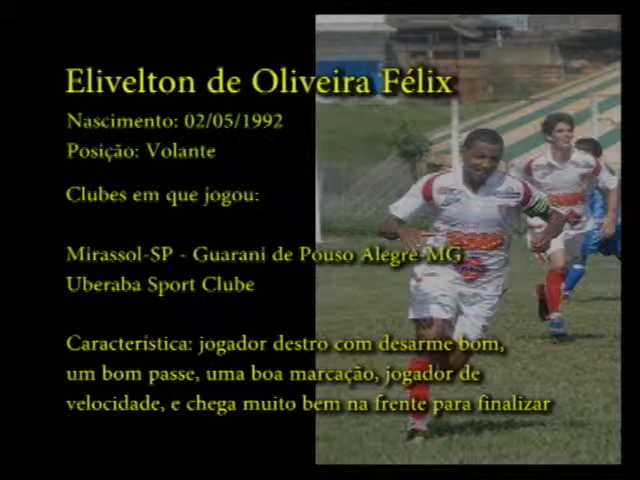 Elivelton de Oliveira Félix
Nascimento: 02/05/1992
Posição: Volante
Clubes em que jogou:
Mirassol-SP - Guarani de Pouso Alegre-MG
Uberaba Sport Clube
Característica: jogador destro com desarme bom,
um bom passe, uma boa marcação, jogador de
velocidade, e chega muito bem na frente para finalizar